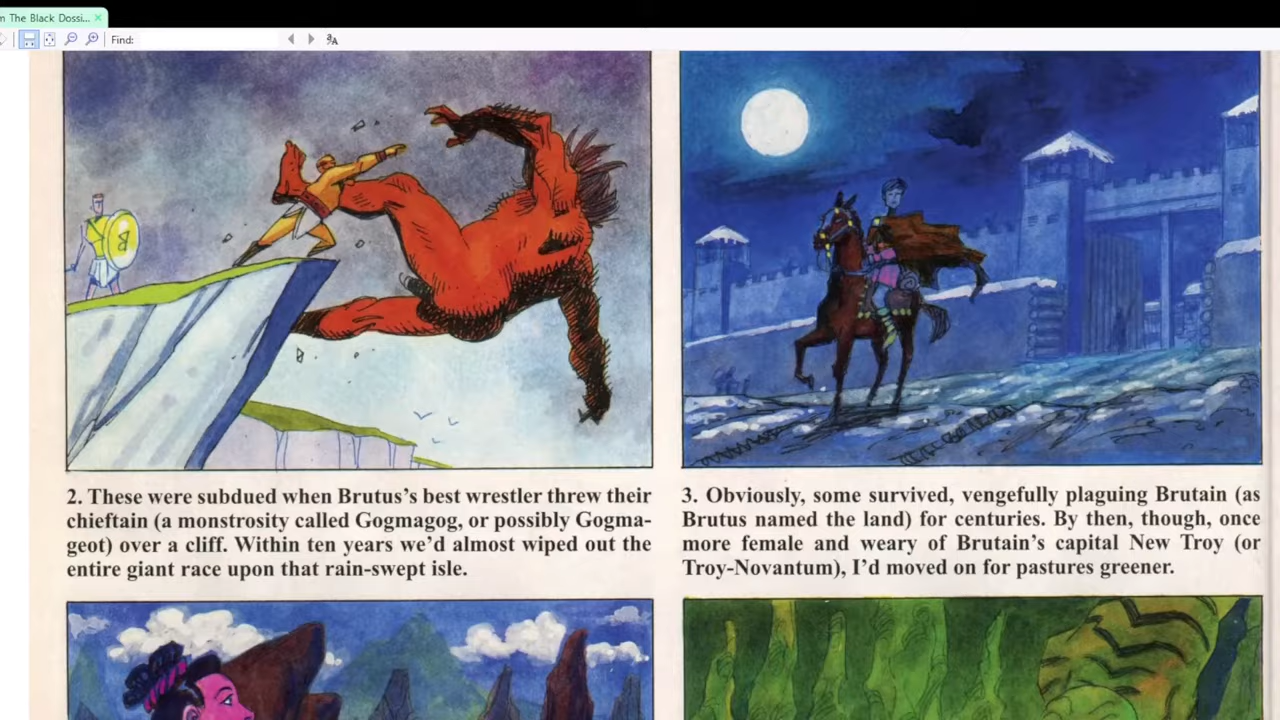 m The Black Dossi...
Find:
2. These were subdued when Brutus's best wrestler threw their
chieftain (a monstrosity called Gogmagog, or possibly Gogma-
geot) over a cliff. Within ten years we'd almost wiped out the
entire giant race upon that rain-swept isle.
3. Obviously, some survived, vengefully plaguing Brutain (as
Brutus named the land) for centuries. By then, though, once
more female and weary of Brutain's capital New Troy (or
Troy-Novantum), I'd moved on for pastures greener.